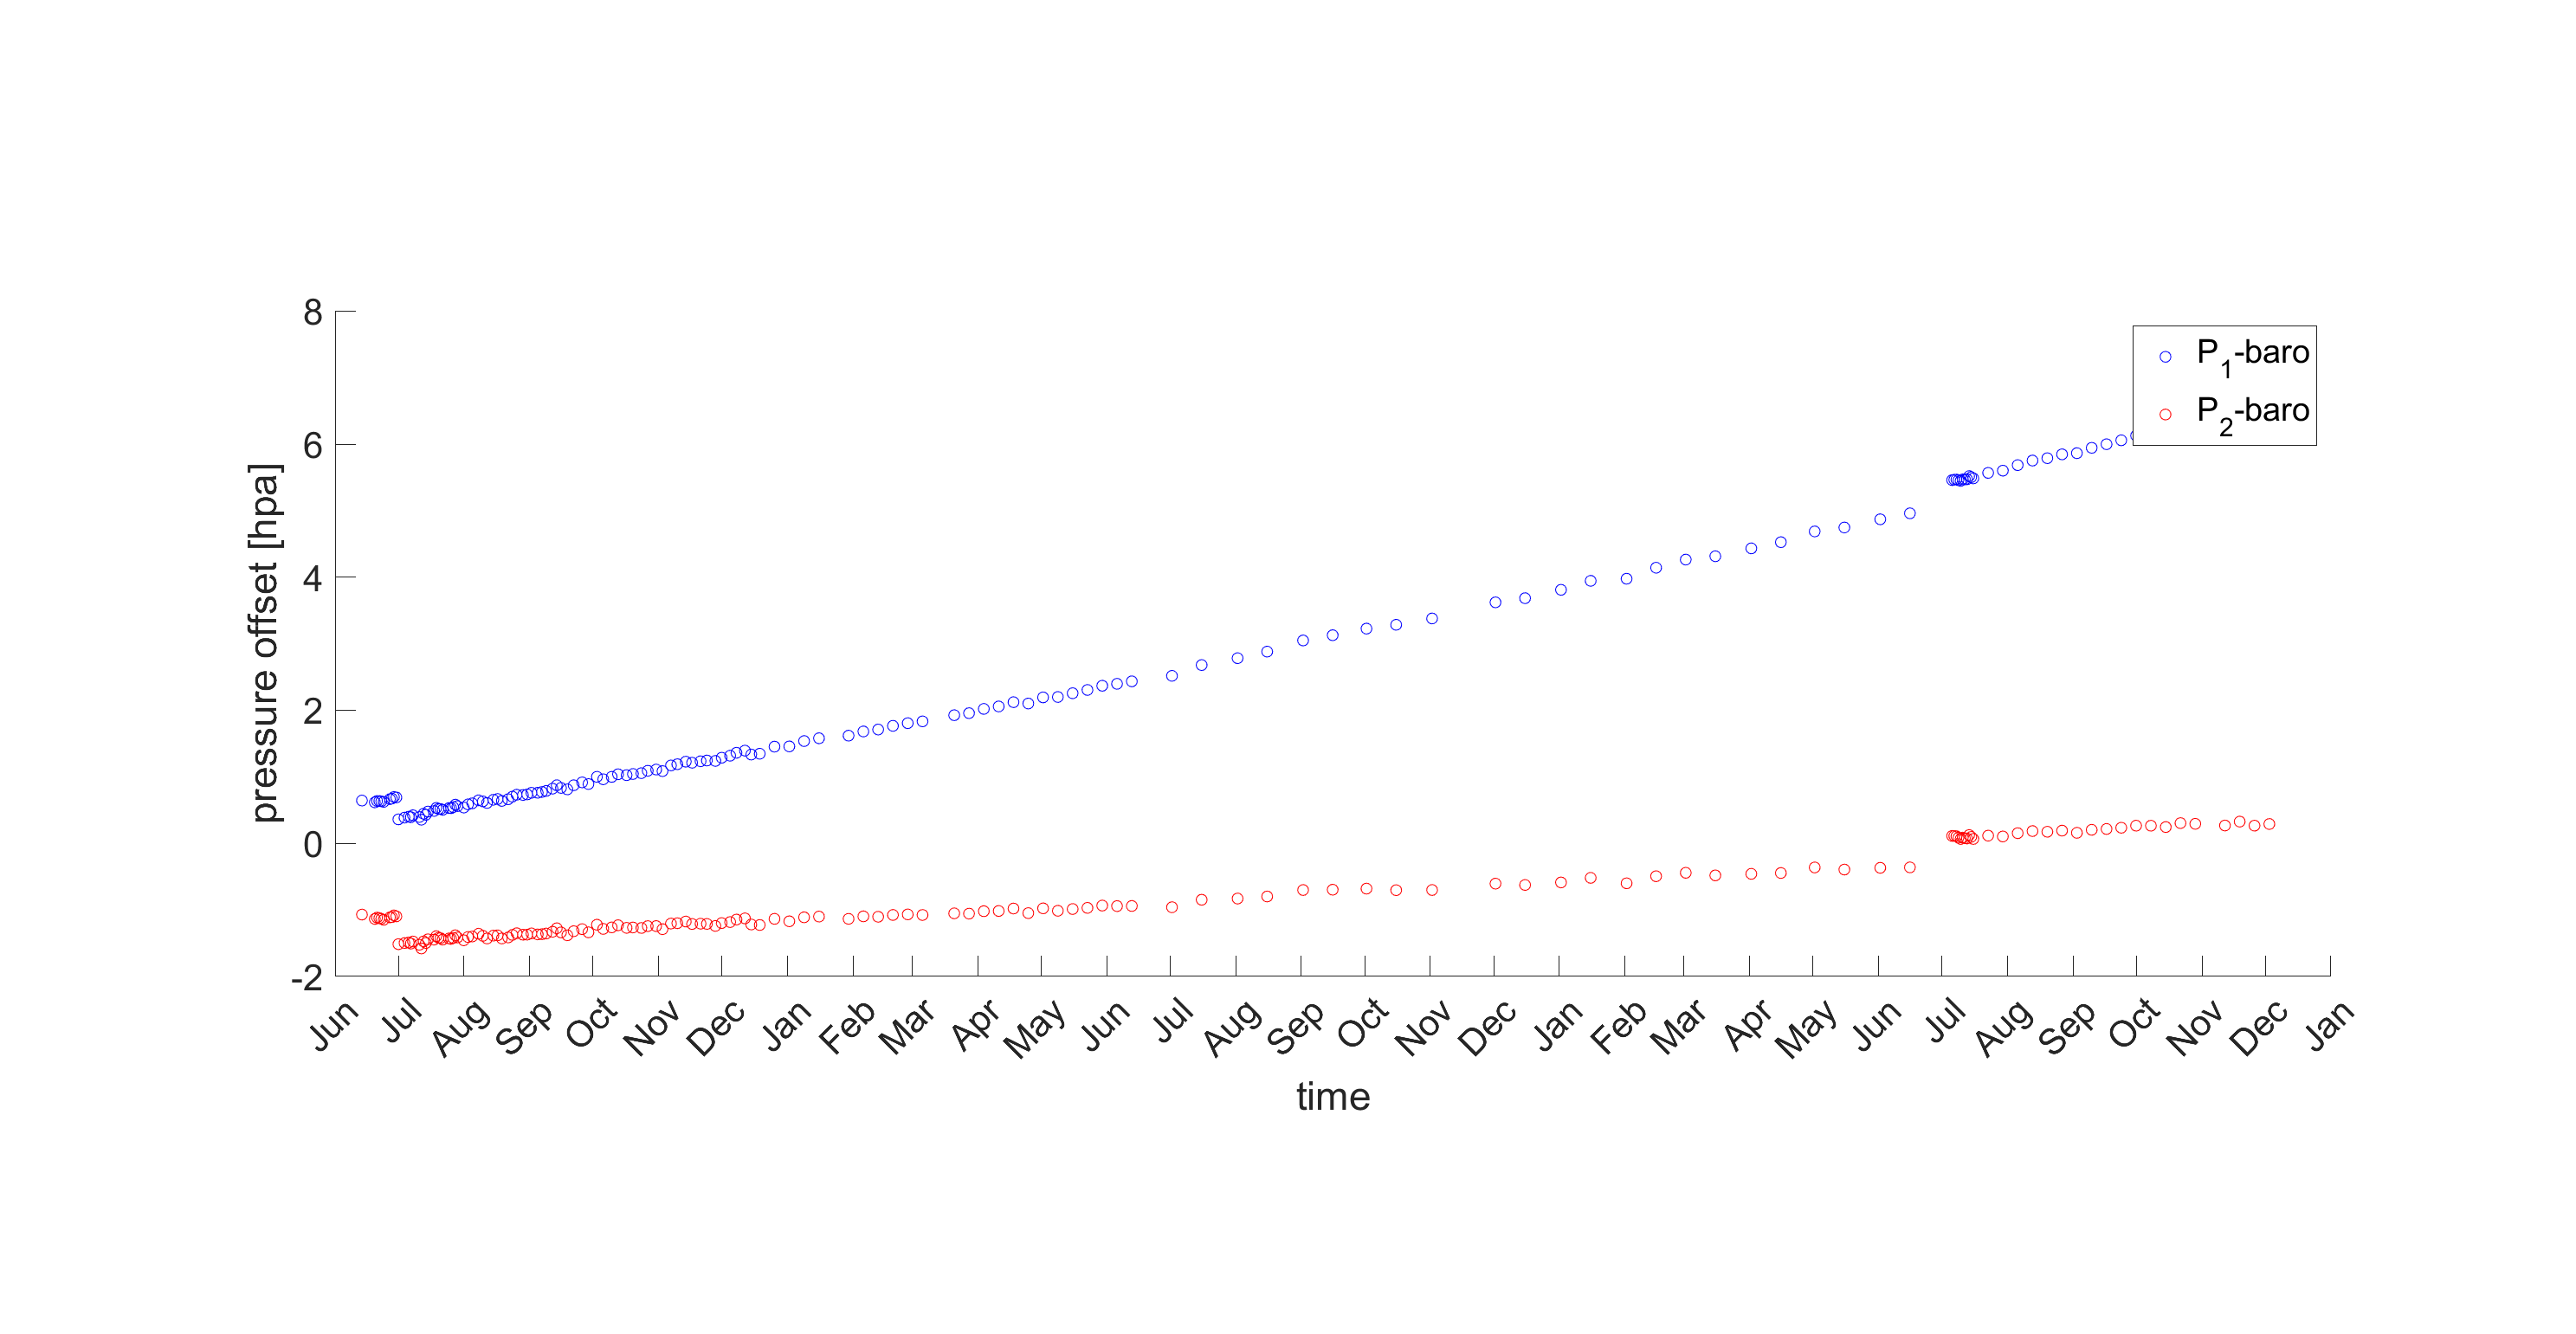 8
6
4
2
0
-2
pressure offset [hpa]
P1-baro
P2-baro
Jun Jul Aug Sep Oct Nov Dec Jan Feb Mar Apr May Jun Jul Aug Sep Oct Nov Dec Jan Feb Mar Apr May Jun Jul Aug Sep Oct Nov Dec Jan
time